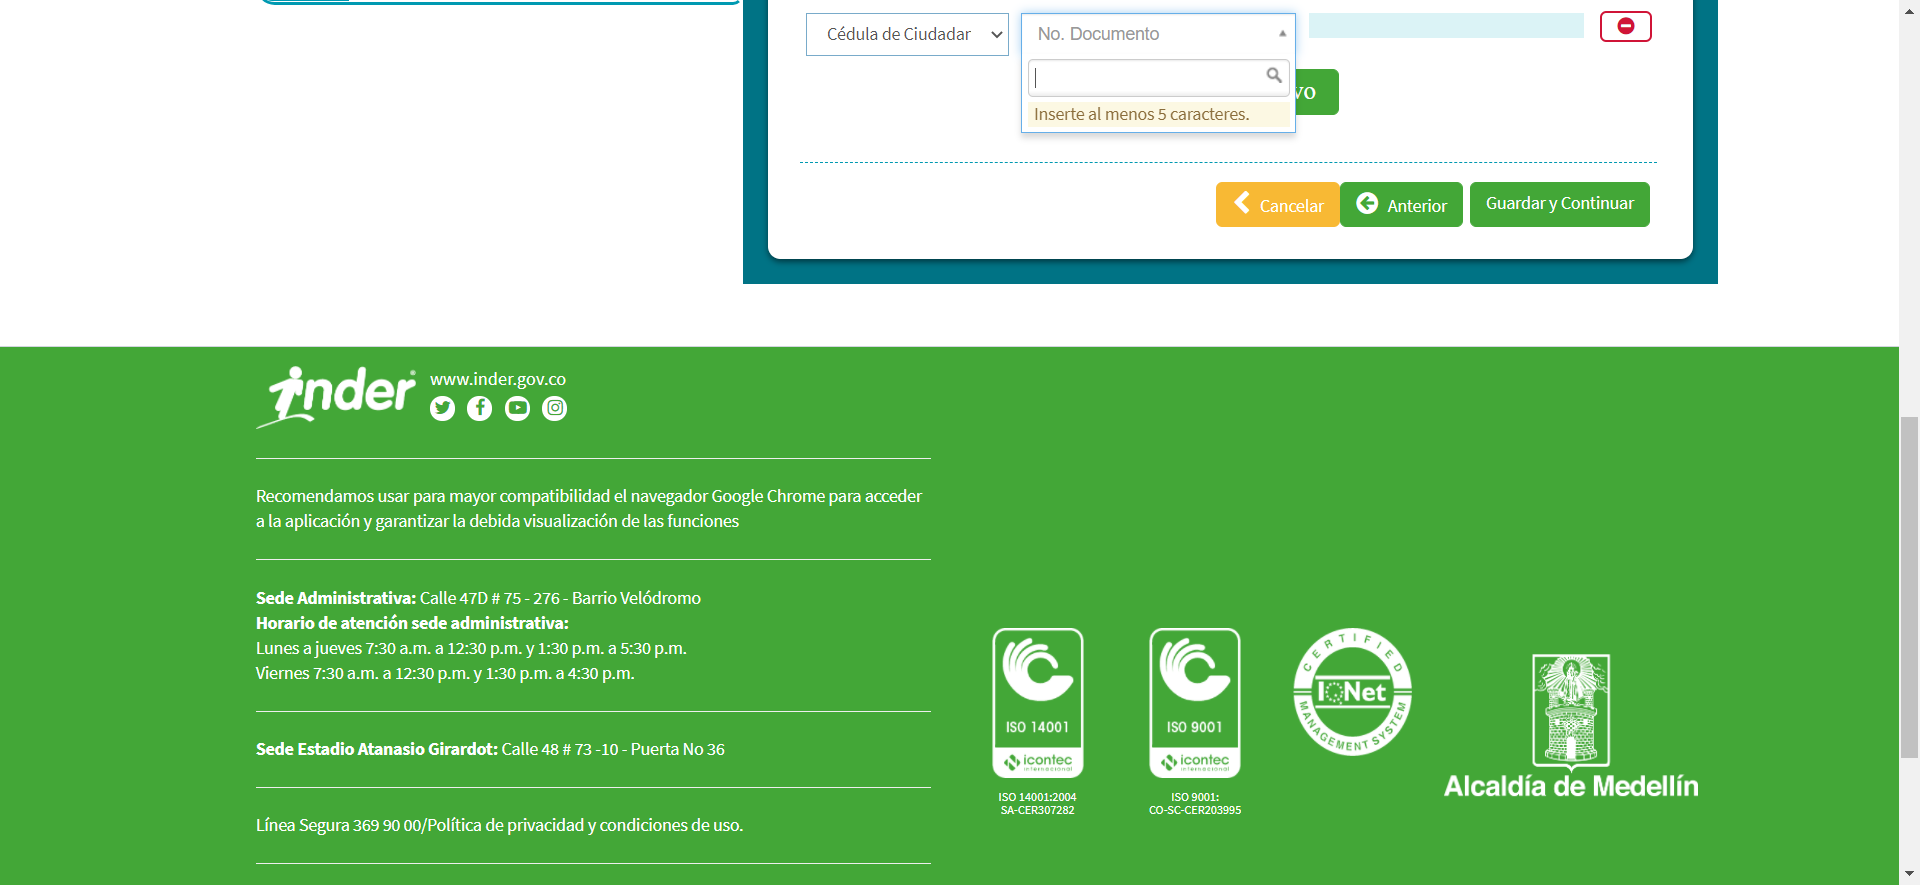 Cédula de Ciudadar
No. Documento
Inserte al menos 5 caracteres.
vo
Cancelar
Anterior
Guardar y Continuar
inder
www.inder.gov.co
Recomendamos usar para mayor compatibilidad el navegador Google Chrome para acceder
a la aplicación y garantizar la debida visualización de las funciones
Sede Administrativa: Calle 47D # 75 - 276 - Barrio Velódromo
Horario de atención sede administrativa:
Lunes a jueves 7:30 a.m. a 12:30 p.m. y 1:30 p.m. a 5:30 p.m.
Viernes 7:30 a.m. a 12:30 p.m. y 1:30 p.m. a 4:30 p.m.
Sede Estadio Atanasio Girardot: Calle 48 # 73 -10 - Puerta No 36
Línea Segura 369 90 00/Política de privacidad y condiciones de uso.
ISO 14001
icontec
internacional
ISO 14001:2004
SA-CER307282
ISO 9001
icontec
internacional
ISO 9001:
CO-SC-CER203995
CERTIFIED
IQNet
MANAGEMENT SYSTEM
Alcaldía de Medellín